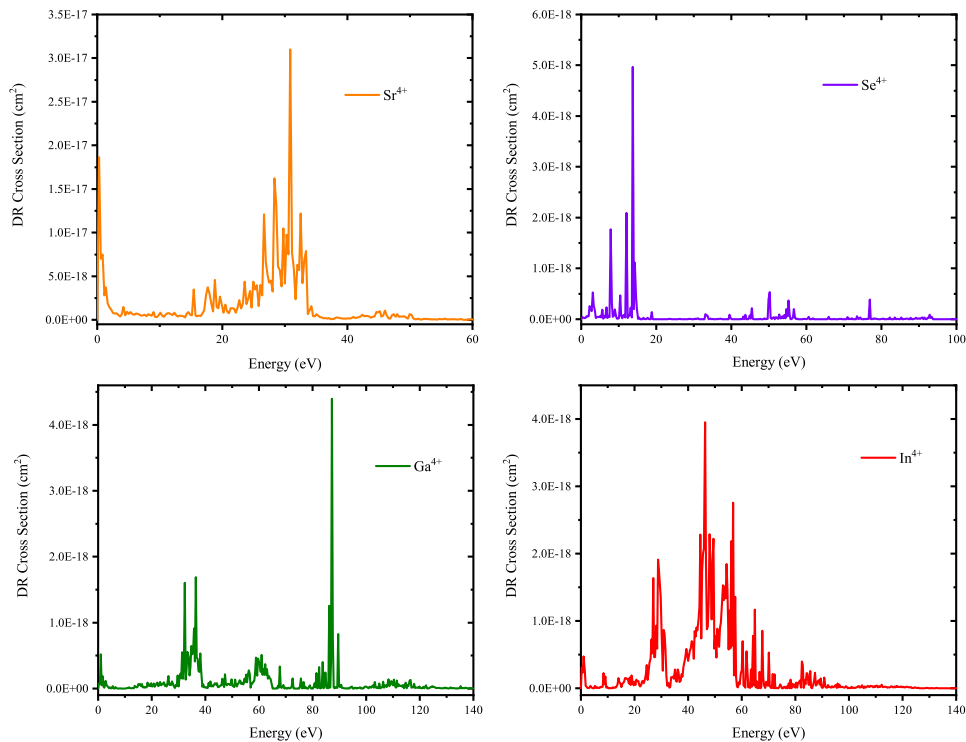 3.5E-17
3.0E-17
2.5E-17
2.0E-17
1.5E-17
1.0E-17
5.0E-18
0.0E+00
DR Cross Section (cm²)
Sr⁴⁺
0 20 40 60
Energy (eV)
6.0E-18
5.0E-18
4.0E-18
3.0E-18
2.0E-18
1.0E-18
0.0E+00
DR Cross Section (cm²)
Se⁴⁺
0 20 40 60 80 100
Energy (eV)
4.0E-18
3.0E-18
2.0E-18
1.0E-18
0.0E+00
DR Cross Section (cm²)
Ga⁴⁺
0 20 40 60 80 100 120 140
Energy (eV)
4.0E-18
3.0E-18
2.0E-18
1.0E-18
0.0E+00
DR Cross Section (cm²)
In⁴⁺
0 20 40 60 80 100 120 140
Energy (eV)